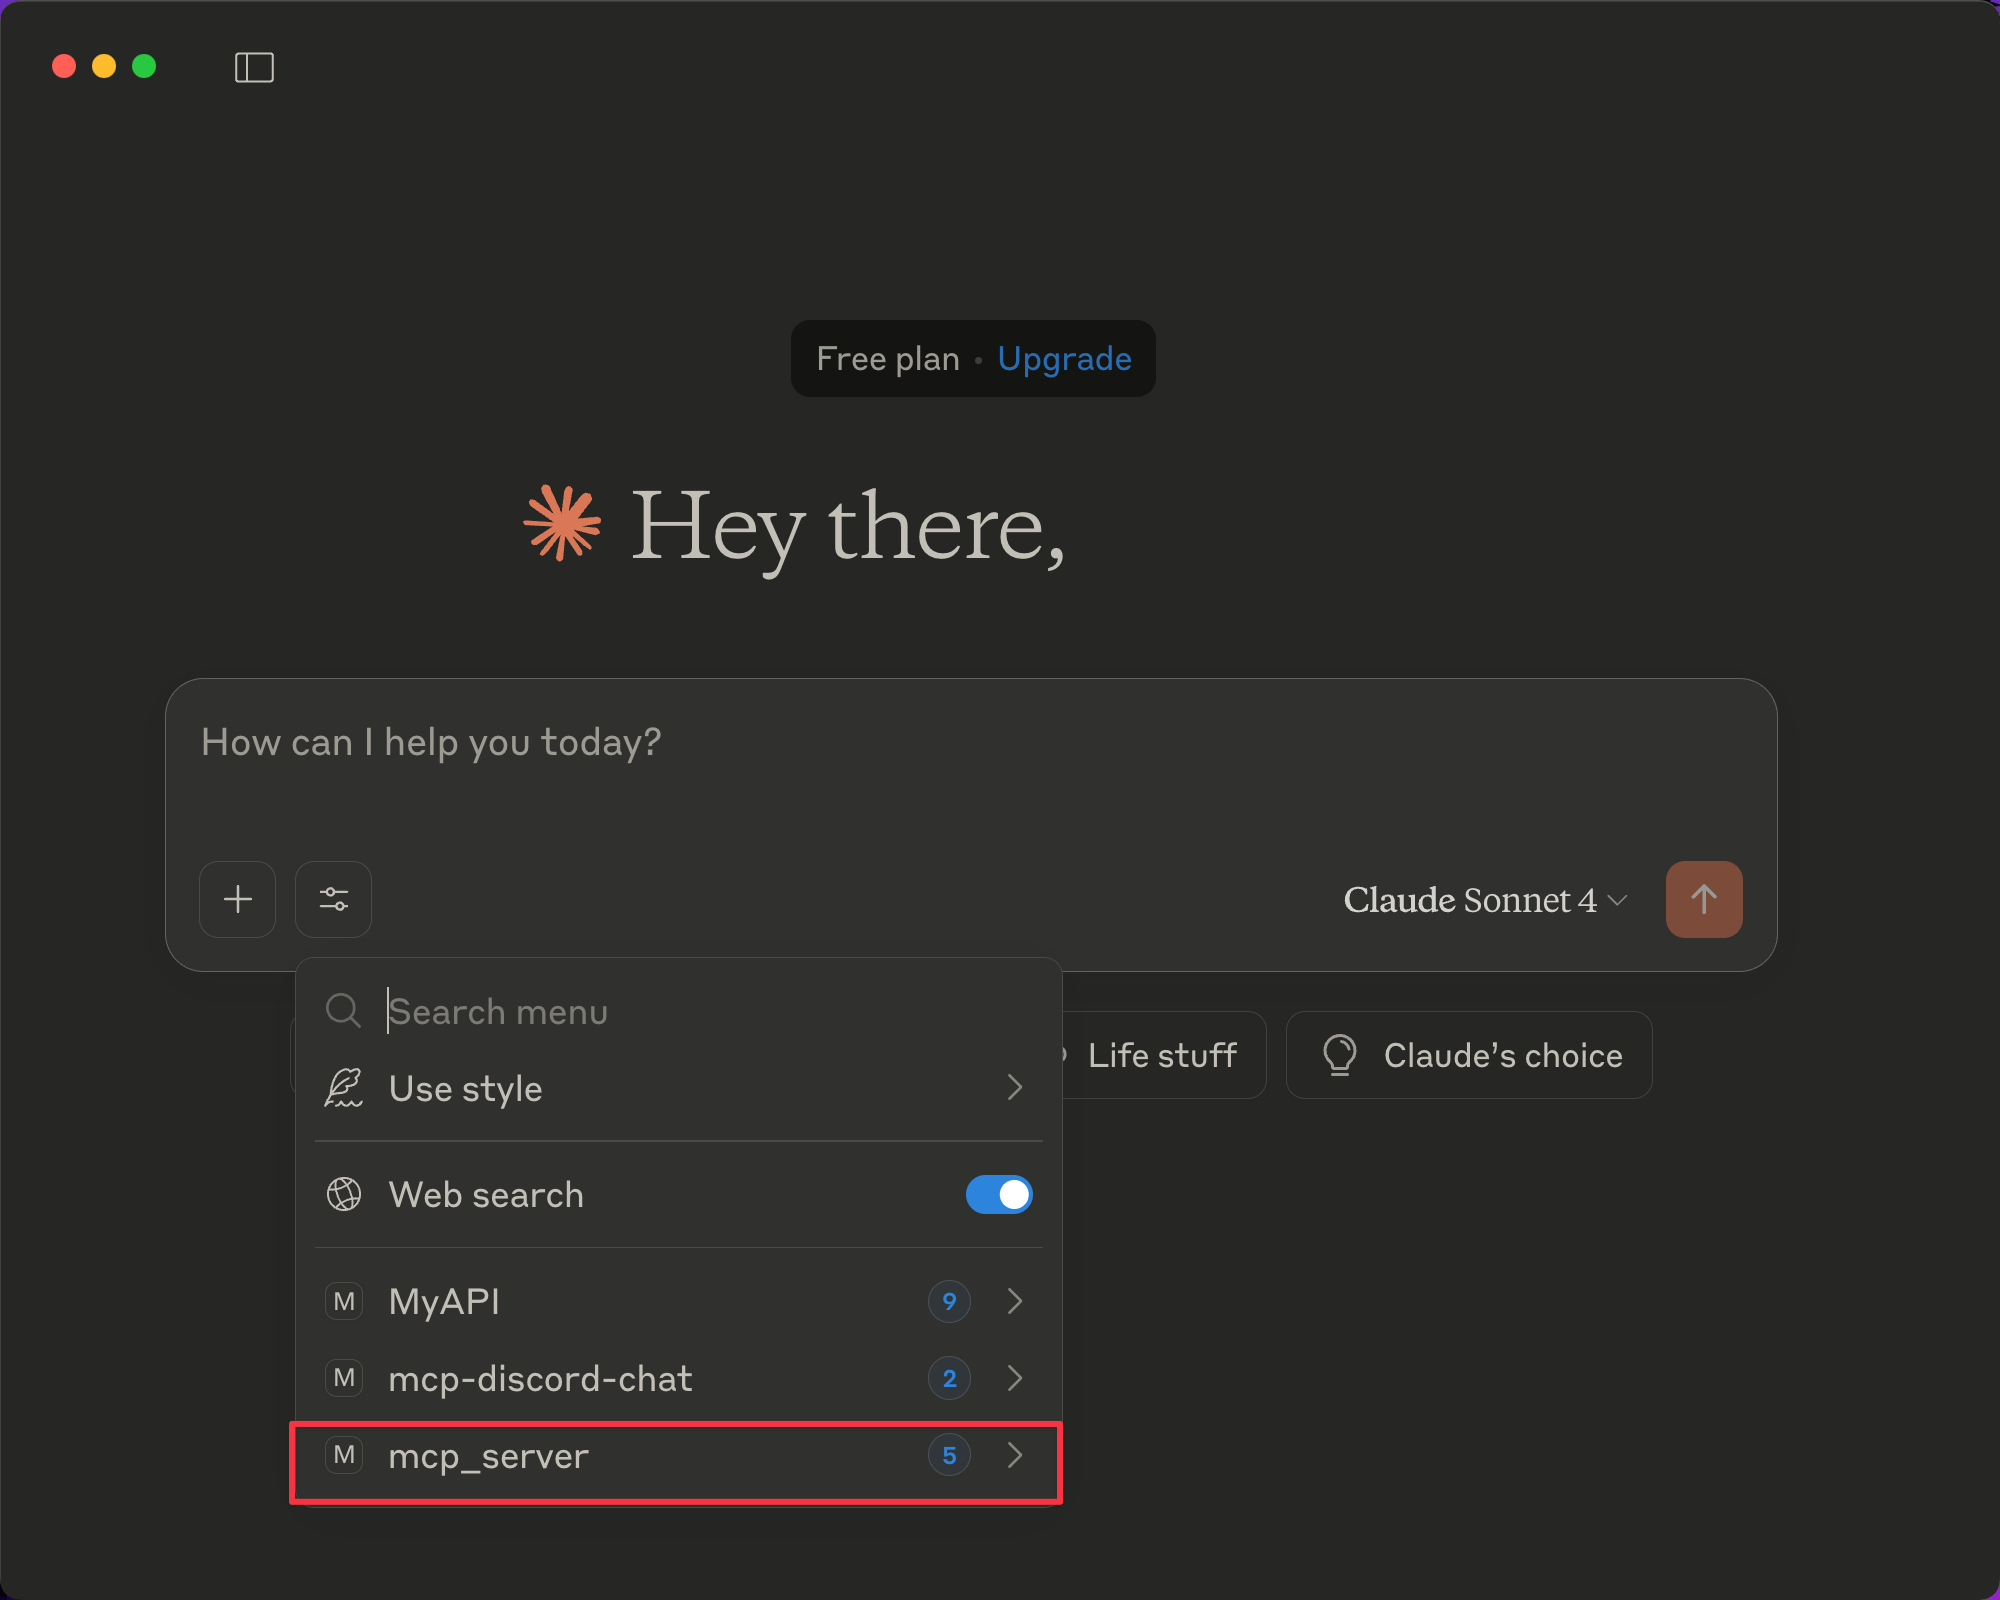 Free plan • Upgrade
Hey there,
How can I help you today?
Claude Sonnet 4
Search menu
Use style
Life stuff
Claude’s choice
Web search
M MyAPI 9
M mcp-discord-chat 2
M mcp_server 5